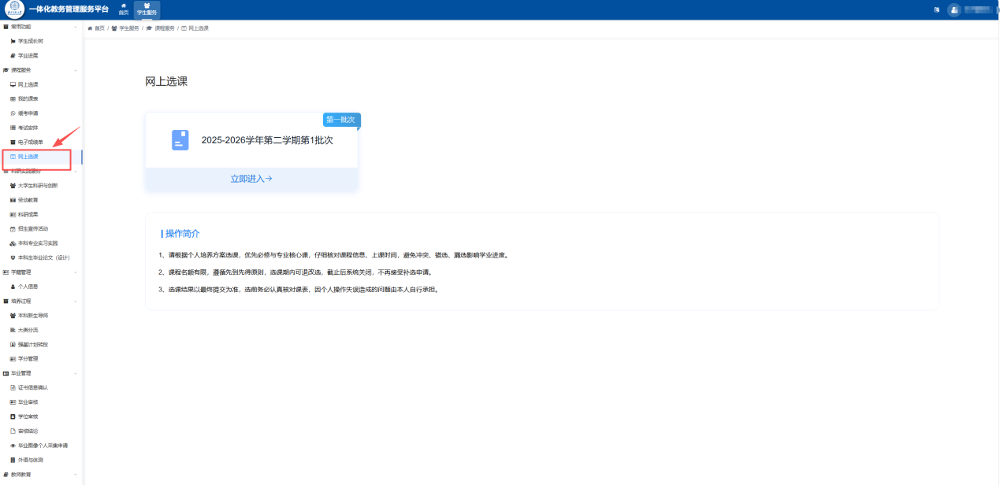 一体化教务管理服务平台
首页
学生服务
首页 / 学生服务 / 课程服务 / 网上选课
常用功能
学生成长树
学业进展
课程服务
网上选课
我的课表
缓考申请
考试安排
电子成绩单
网上选课
科研实践服务
大学生科研与创新
劳动教育
科研成果
招生宣传活动
本科专业实习实践
本科生毕业论文（设计）
学籍管理
个人信息
培养过程
本科新生导师
大类分流
强基计划转段
学分管理
毕业管理
证书信息确认
毕业审核
学位审核
审核结论
毕业图像个人采集申请
外语与体测
教师教育
网上选课
第一批次
2025-2026学年第二学期第1批次
立即进入→
操作简介
1、请根据个人培养方案选课，优先必修与专业核心课，仔细核对课程信息、上课时间，避免冲突、错选、漏选影响学业进度。
2、课程名额有限，遵循先到先得原则，选课期内可退改选，截止后系统关闭，不再接受补选申请。
3、选课结果以最终提交为准，选前务必认真核对课表，因个人操作失误造成的问题由本人自行承担。